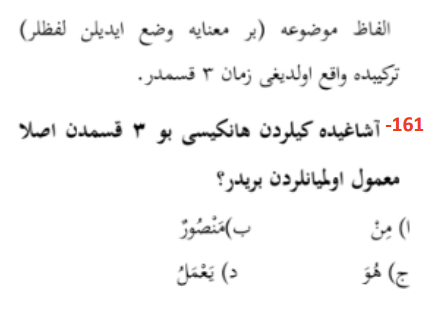 الفاظ موضوعه (بر معنايه وضع ايديلن لفظلر)
تركيبده واقع اولديغى زمان ٣ قسمدر.
161- آشاغيده كيلردن هانكيسى بو ٣ قسمدن اصلا
معمول اولميانلردن بريدر؟
ا) مِنْ ب)مَنْصُورٌ
ج) هُوَ د) يَعْمَلُ